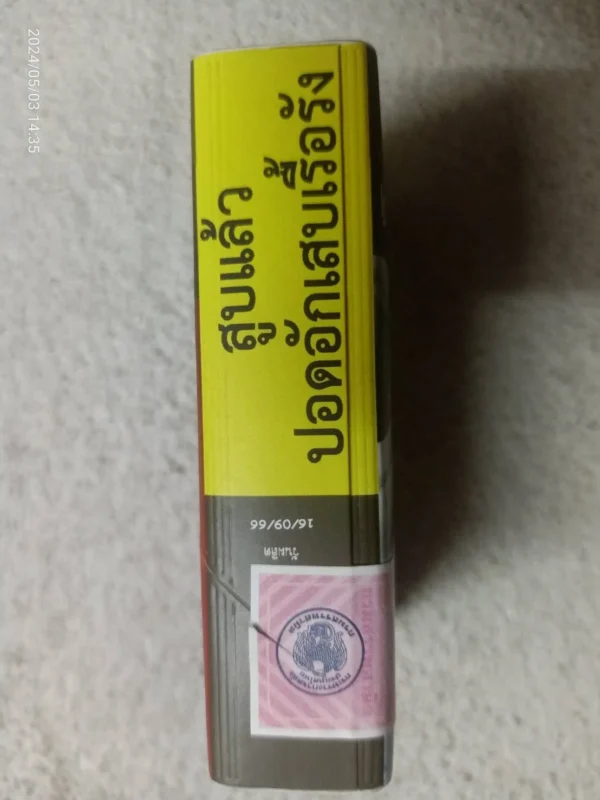 2024/05/03 14:35
สูบแล้ว
ปอดอักเสบเรื้อรัง
16/09/66
วันผลิต